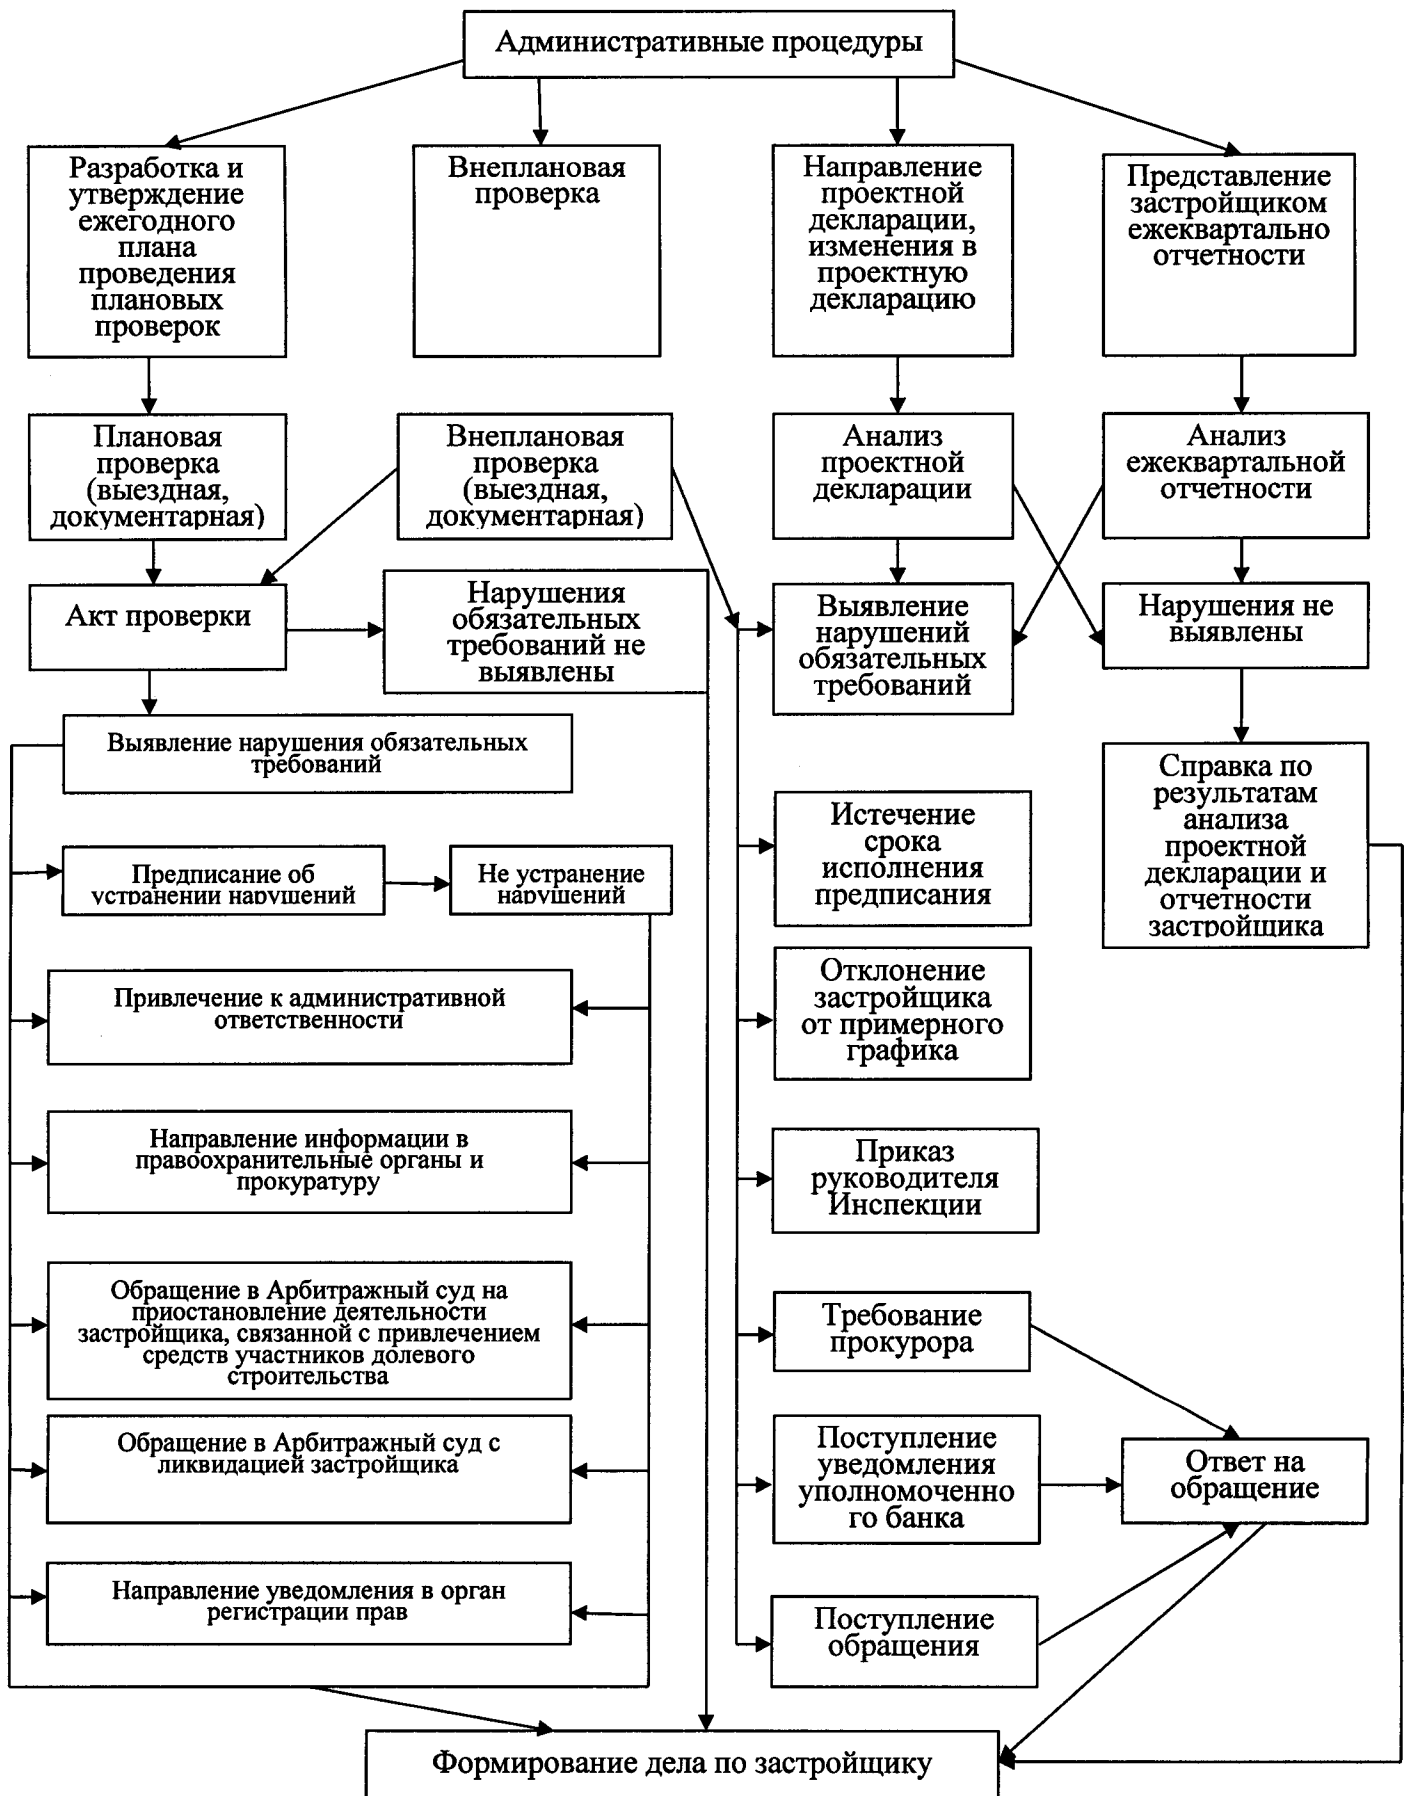 Административные процедуры
Разработка и
утверждение
ежегодного
плана
проведения
плановых
проверок
Внеплановая
проверка
Направление
проектной
декларации,
изменения в
проектную
декларацию
Представление
застройщиком
ежеквартально
отчетности
Плановая
проверка
(выездная,
документарная)
Внеплановая
проверка
(выездная,
документарная)
Анализ
проектной
декларации
Анализ
ежеквартальной
отчетности
Акт проверки
Нарушения
обязательных
требований не
выявлены
Выявление
нарушений
обязательных
требований
Нарушения не
выявлены
Выявление нарушения обязательных
требований
Справка по
результатам
анализа
проектной
декларации и
отчетности
застройщика
Предписание об
устранении нарушений
Не устранение
нарушений
Истечение
срока
исполнения
предписания
Привлечение к административной
ответственности
Отклонение
застройщика
от примерного
графика
Направление информации в
правоохранительные органы и
прокуратуру
Приказ
руководителя
Инспекции
Обращение в Арбитражный суд на
приостановление деятельности
застройщика, связанной с привлечением
средств участников долевого
строительства
Требование
прокурора
Обращение в Арбитражный суд с
ликвидацией застройщика
Поступление
уведомления
уполномоченно
го банка
Ответ на
обращение
Направление уведомления в орган
регистрации прав
Поступление
обращения
Формирование дела по застройщику